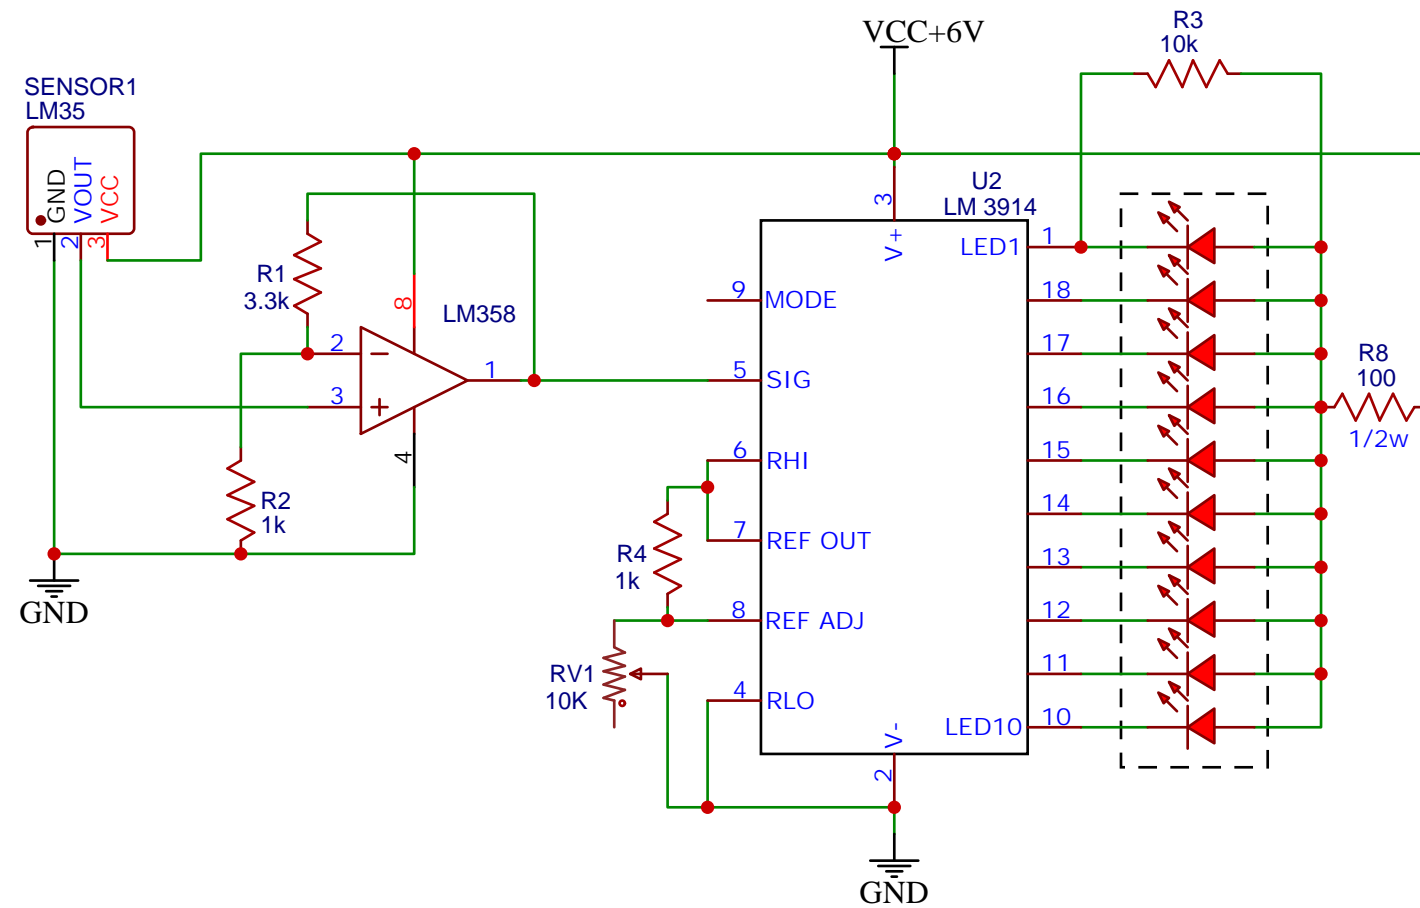 VCC+6V
R3
10k
SENSOR1
LM35
GND
VOUT
VCC
1
2
3
R1
3.3k
8
LM358
2
3
1
4
R2
1k
GND
U2
LM 3914
3
V+
LED1
1
9
MODE
18
17
5
SIG
16
6
RHI
15
14
7
REF OUT
13
R4
1k
8
REF ADJ
12
11
RV1
10K
4
RLO
LED10
10
V-
2
GND
R8
100
1/2w